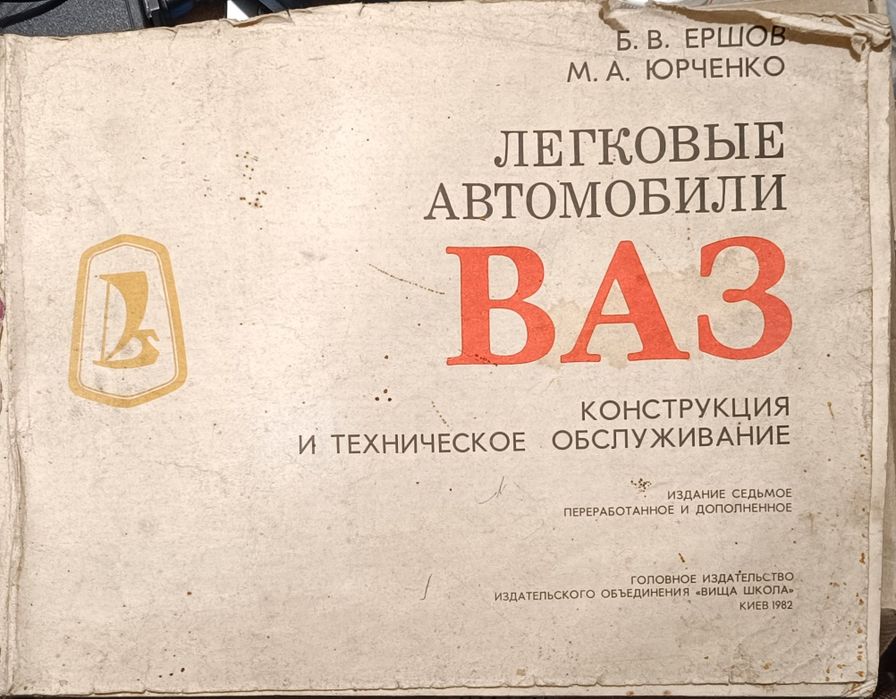 Б. В. ЕРШОВ
М. А. ЮРЧЕНКО
ЛЕГКОВЫЕ
АВТОМОБИЛИ
ВАЗ
КОНСТРУКЦИЯ
И ТЕХНИЧЕСКОЕ ОБСЛУЖИВАНИЕ
ИЗДАНИЕ СЕДЬМОЕ
ПЕРЕРАБОТАННОЕ И ДОПОЛНЕННОЕ
ГОЛОВНОЕ ИЗДАТЕЛЬСТВО
ИЗДАТЕЛЬСКОГО ОБЪЕДИНЕНИЯ «ВИЩА ШКОЛА»
КИЕВ 1982